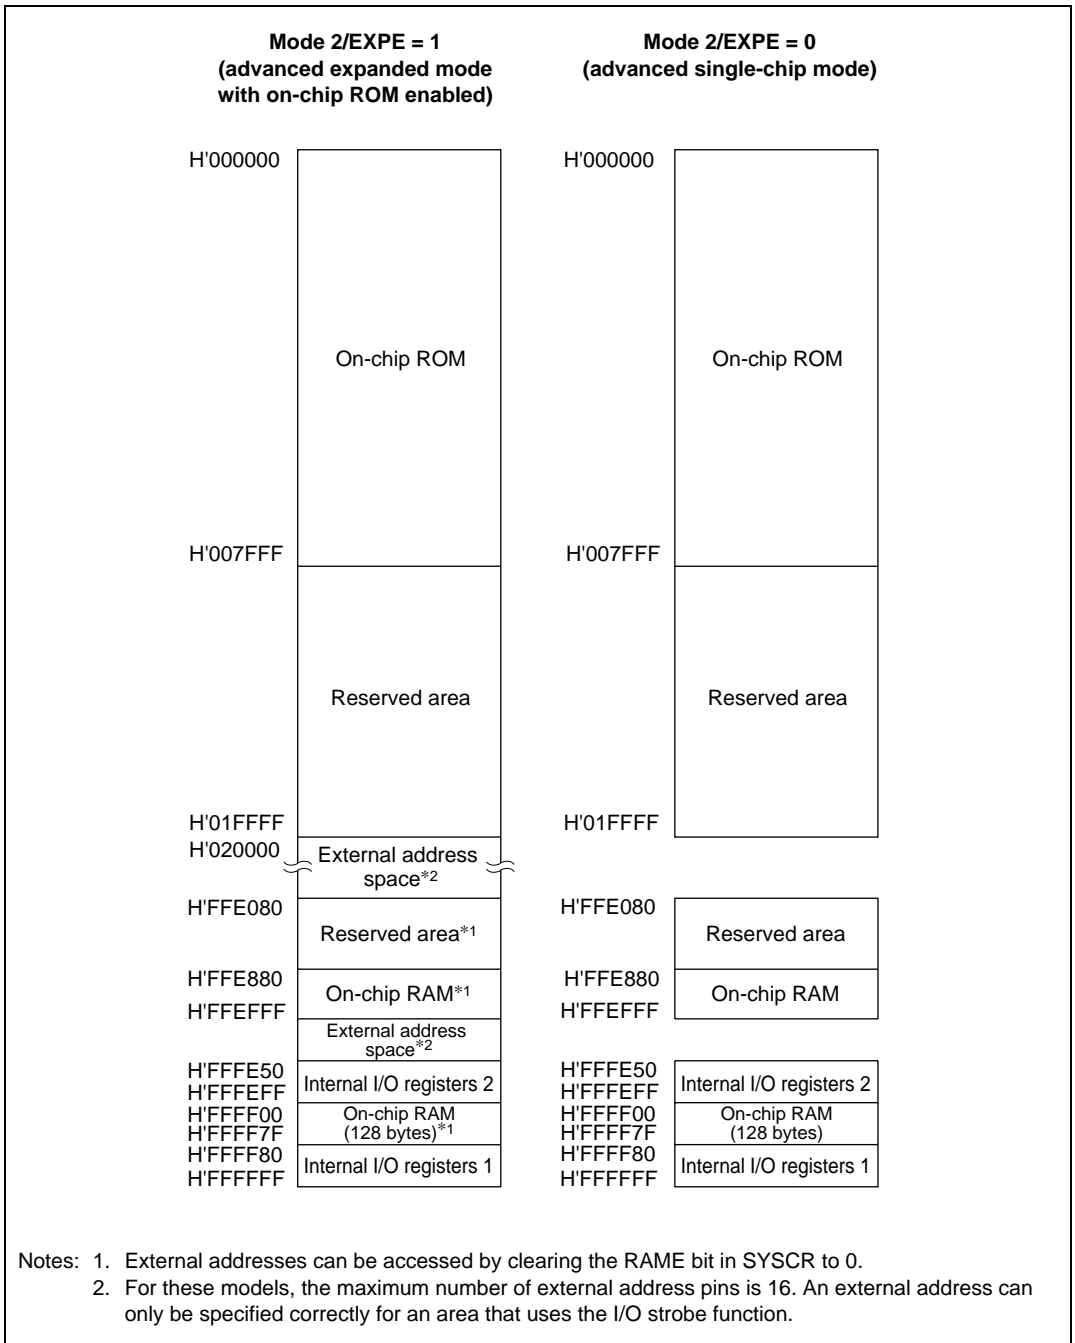 Mode 2/EXPE = 1
(advanced expanded mode
with on-chip ROM enabled)
H'000000
On-chip ROM
H'007FFF
Reserved area
H'01FFFF
H'020000
External address
space*2
H'FFE080
Reserved area*1
H'FFE880
On-chip RAM*1
H'FFEFFF
External address
space*2
H'FFFE50
Internal I/O registers 2
H'FFFEFF
H'FFFF00
On-chip RAM
(128 bytes)*1
H'FFFF7F
H'FFFF80
Internal I/O registers 1
H'FFFFFF
Mode 2/EXPE = 0
(advanced single-chip mode)
H'000000
On-chip ROM
H'007FFF
Reserved area
H'01FFFF
H'FFE080
Reserved area
H'FFE880
On-chip RAM
H'FFEFFF
H'FFFE50
Internal I/O registers 2
H'FFFEFF
H'FFFF00
On-chip RAM
(128 bytes)
H'FFFF7F
H'FFFF80
Internal I/O registers 1
H'FFFFFF
Notes: 1. External addresses can be accessed by clearing the RAME bit in SYSCR to 0.
2. For these models, the maximum number of external address pins is 16. An external address can
only be specified correctly for an area that uses the I/O strobe function.